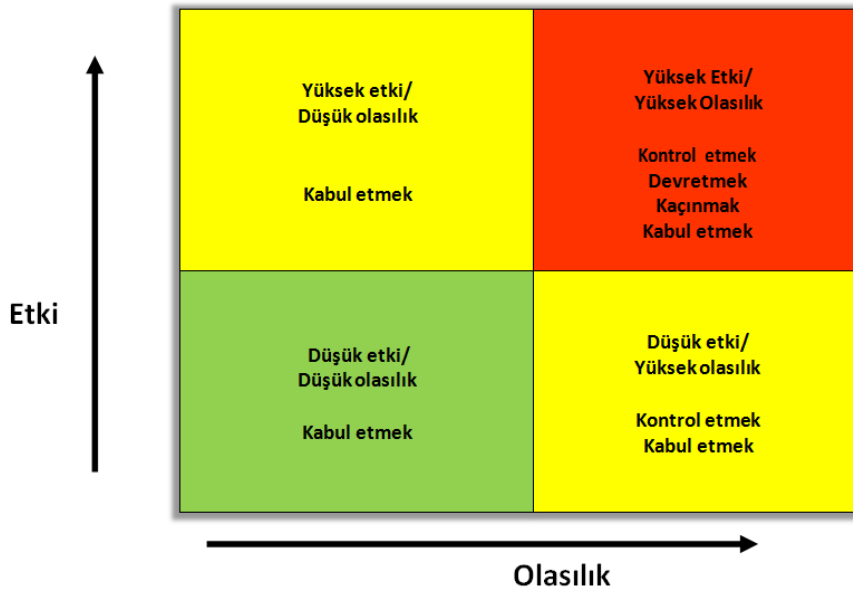 Yüksek etki/
Düşük olasılık
Kabul etmek
Yüksek Etki/
Yüksek Olasılık
Kontrol etmek
Devretmek
Kaçınmak
Kabul etmek
Etki
Düşük etki/
Düşük olasılık
Kabul etmek
Düşük etki/
Yüksek olasılık
Kontrol etmek
Kabul etmek
Olasılık